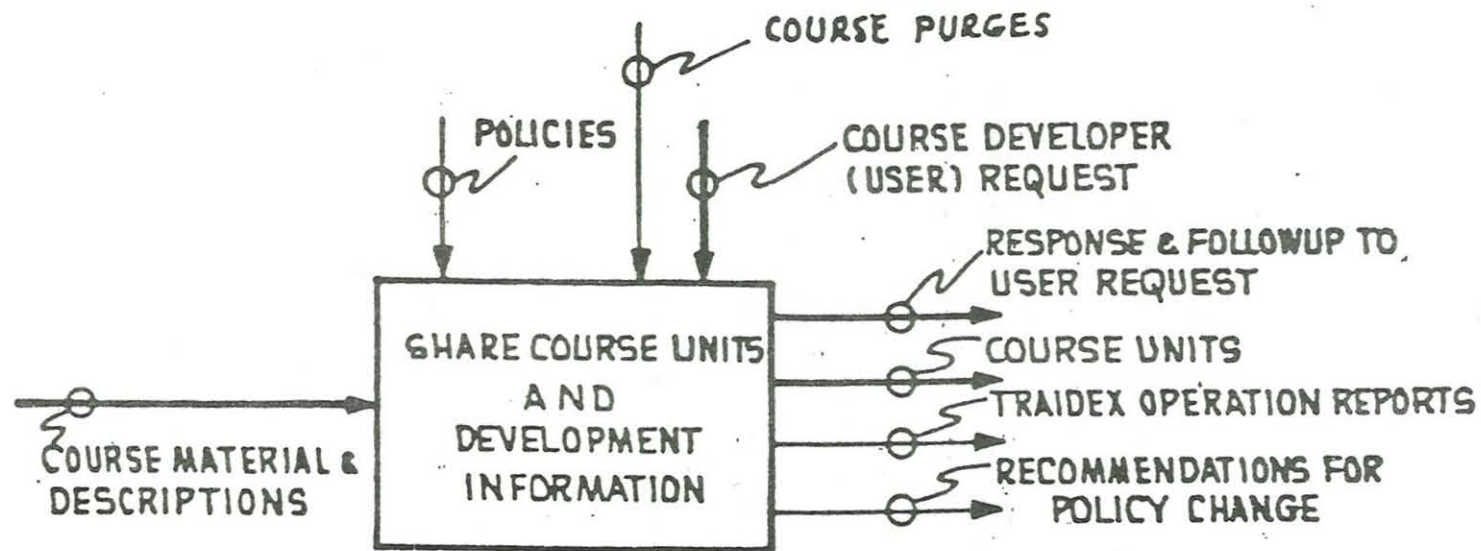 COURSE PURGES
POLICIES
COURSE DEVELOPER
(USER) REQUEST
RESPONSE & FOLLOWUP TO
USER REQUEST
SHARE COURSE UNITS
AND
DEVELOPMENT
INFORMATION
COURSE UNITS
TRAIDEX OPERATION REPORTS
RECOMMENDATIONS FOR
POLICY CHANGE
COURSE MATERIAL &
DESCRIPTIONS